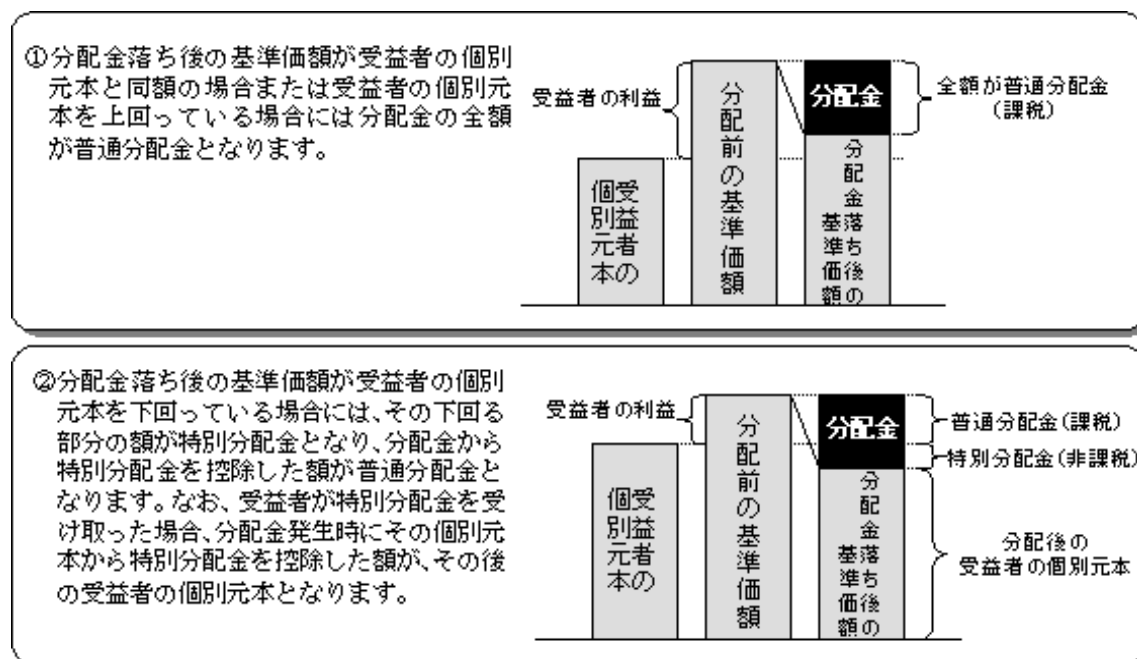 ①分配金落ち後の基準価額が受益者の個別
元本と同額の場合または受益者の個別元
本を上回っている場合には分配金の全額
が普通分配金となります。
受益者の利益
受益者の
個別元本
分配前の基準価額
分配金
分配金落ち後の
基準価額
全額が普通分配金
(課税)
②分配金落ち後の基準価額が受益者の個別
元本を下回っている場合には、その下回る
部分の額が特別分配金となり、分配金から
特別分配金を控除した額が普通分配金と
なります。なお、受益者が特別分配金を受
け取った場合、分配金発生時にその個別元
本から特別分配金を控除した額が、その後
の受益者の個別元本となります。
受益者の利益
受益者の
個別元本
分配前の基準価額
分配金
分配金落ち後の
基準価額
普通分配金(課税)
特別分配金(非課税)
分配後の
受益者の個別元本